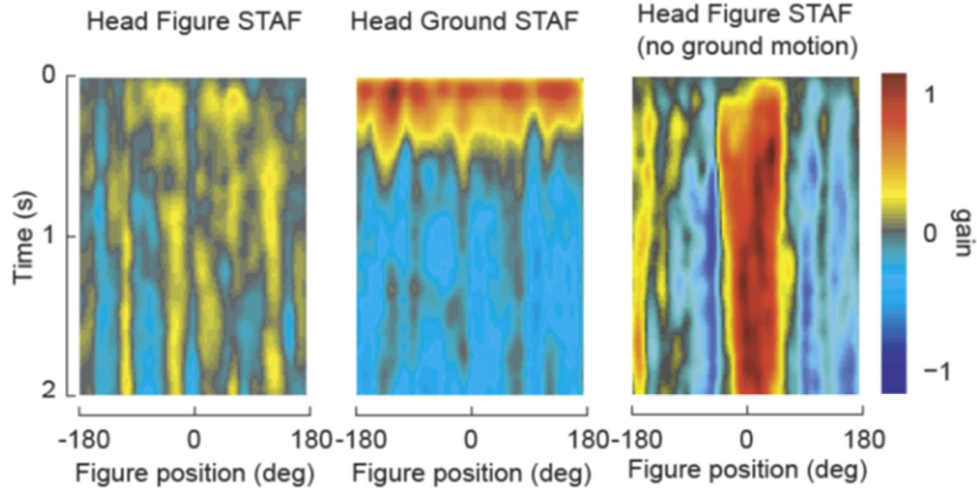 Head Figure STAF
Head Ground STAF
Head Figure STAF
(no ground motion)
0
1
2
Time (s)
-180 0 180
-180 0 180
-180 0 180
Figure position (deg)
Figure position (deg)
Figure position (deg)
1
0
−1
gain